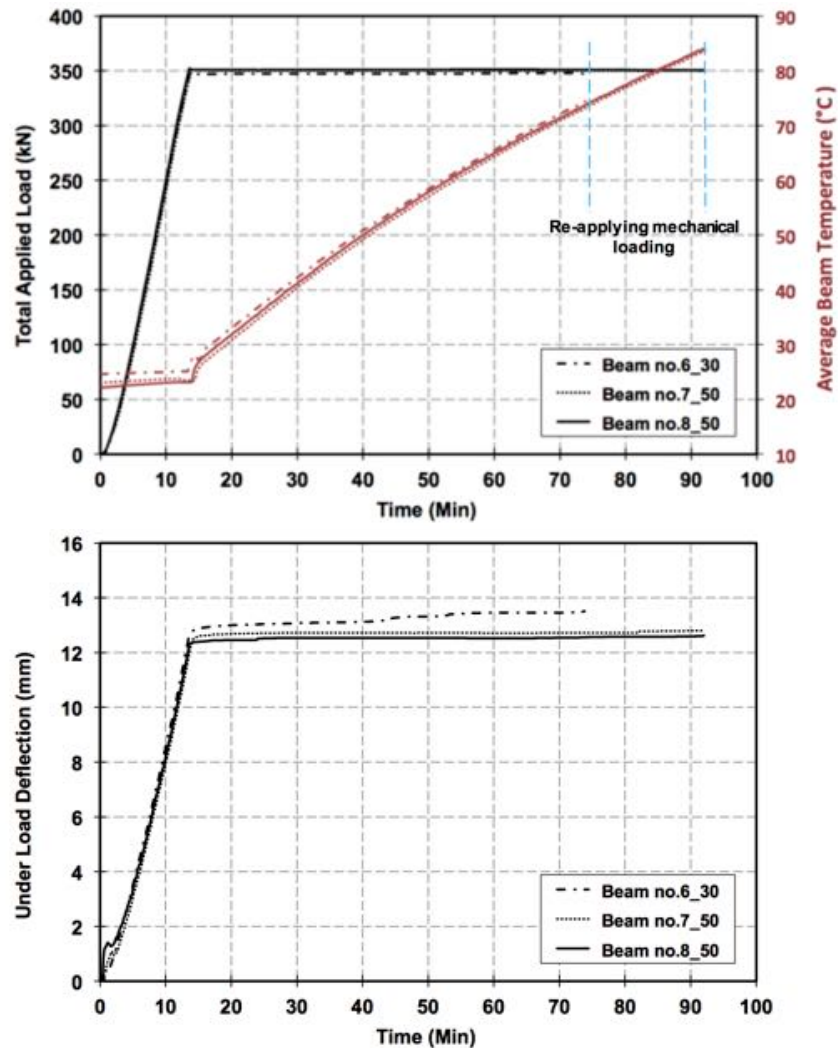 400
350
300
250
200
150
100
50
0
Total Applied Load (kN)
90
80
70
60
50
40
30
20
10
Average Beam Temperature (°C)
Re-applying mechanical
loading
Beam no.6_30
Beam no.7_50
Beam no.8_50
0 10 20 30 40 50 60 70 80 90 100
Time (Min)
16
14
12
10
8
6
4
2
0
Under Load Deflection (mm)
Beam no.6_30
Beam no.7_50
Beam no.8_50
0 10 20 30 40 50 60 70 80 90 100
Time (Min)